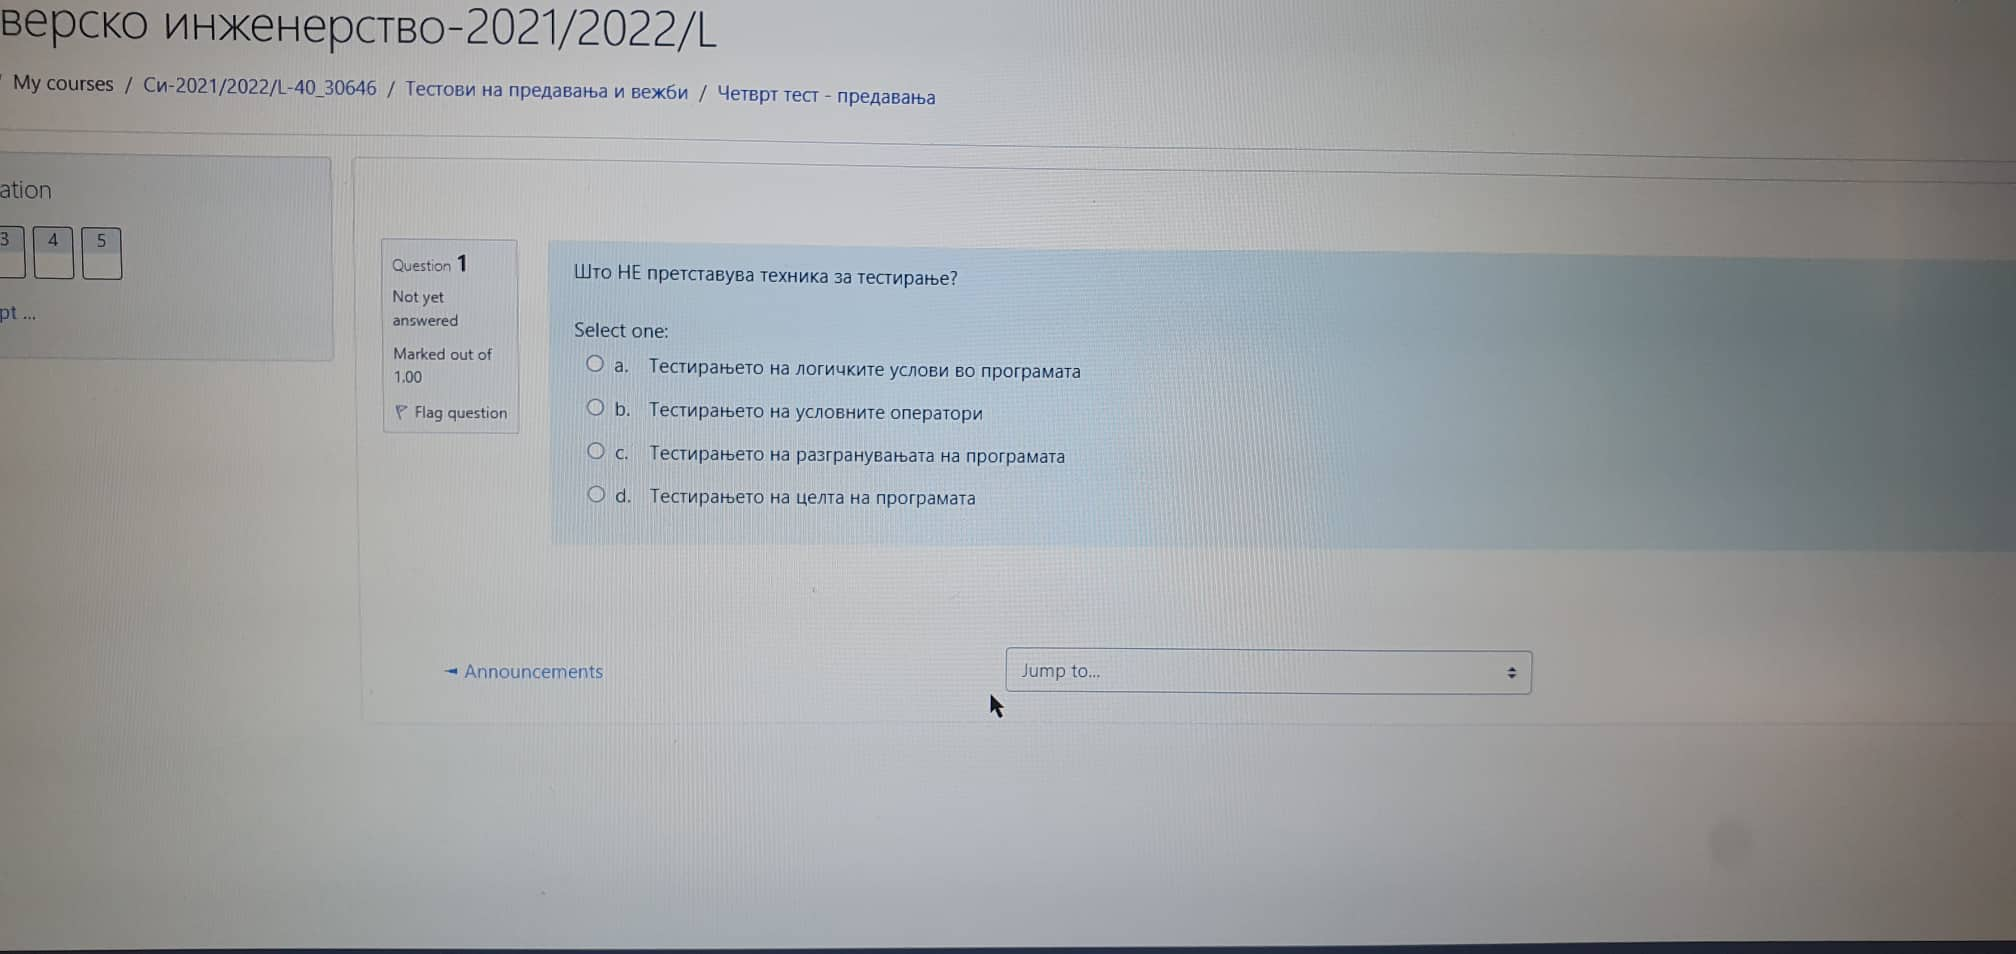 верско инженерство-2021/2022/L
/ My courses / Си-2021/2022/L-40_30646 / Тестови на предавања и вежби / Четврт тест - предавања
ation
3 4 5
pt ...
Question 1
Not yet
answered
Marked out of
1.00
Flag question
Што НЕ претставува техника за тестирање?
Select one:
a. Тестирањето на логичките услови во програмата
b. Тестирањето на условните оператори
c. Тестирањето на разгранувањата на програмата
d. Тестирањето на целта на програмата
◄ Announcements
Jump to...